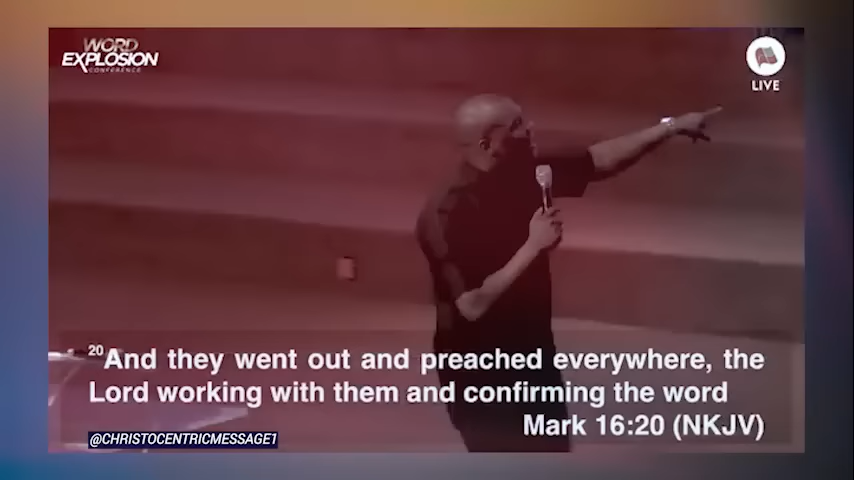 WORD
EXPLOSION
CONFERENCE
LIVE
20And they went out and preached everywhere, the
Lord working with them and confirming the word
Mark 16:20 (NKJV)
@CHRISTOCENTRICMESSAGE1